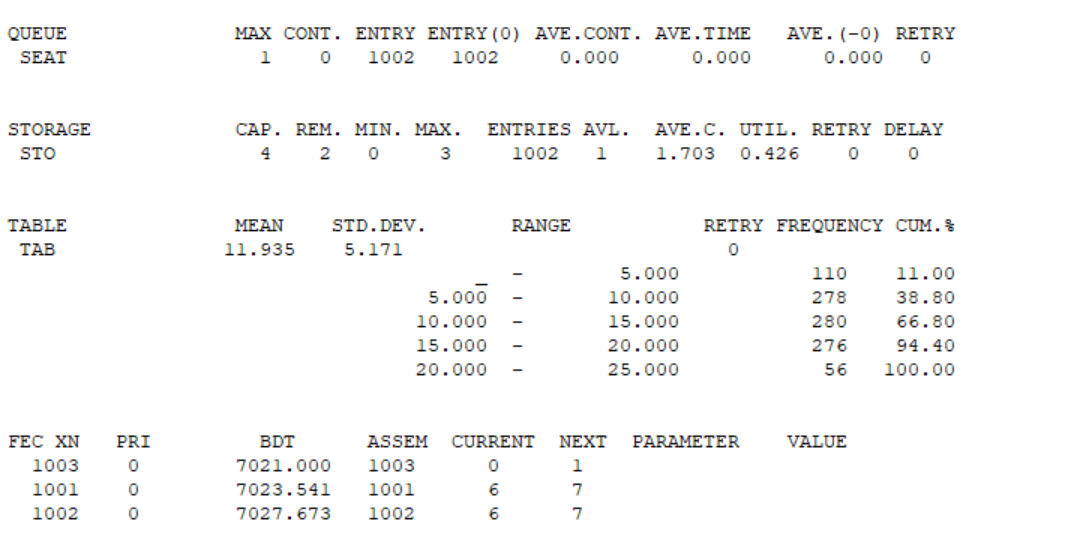 QUEUE MAX CONT. ENTRY ENTRY(0) AVE.CONT. AVE.TIME AVE.(-0) RETRY
SEAT 1 0 1002 1002 0.000 0.000 0.000 0
STORAGE CAP. REM. MIN. MAX. ENTRIES AVL. AVE.C. UTIL. RETRY DELAY
STO 4 2 0 3 1002 1 1.703 0.426 0 0
TABLE MEAN STD.DEV. RANGE RETRY FREQUENCY CUM.%
TAB 11.935 5.171 0
_ - 5.000 110 11.00
5.000 - 10.000 278 38.80
10.000 - 15.000 280 66.80
15.000 - 20.000 276 94.40
20.000 - 25.000 56 100.00
FEC XN PRI BDT ASSEM CURRENT NEXT PARAMETER VALUE
1003 0 7021.000 1003 0 1
1001 0 7023.541 1001 6 7
1002 0 7027.673 1002 6 7